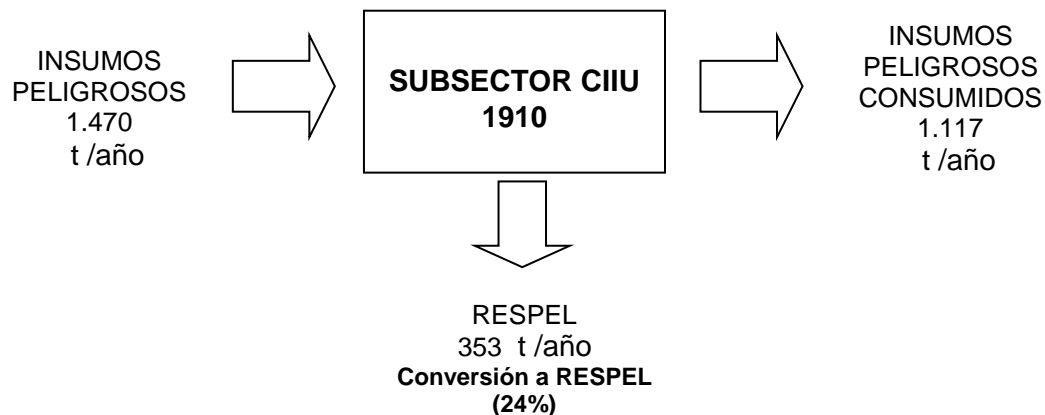 INSUMOS
PELIGROSOS
1.470
t /año
SUBSECTOR CIIU
1910
INSUMOS
PELIGROSOS
CONSUMIDOS
1.117
t /año
RESPEL
353 t /año
Conversión a RESPEL
(24%)